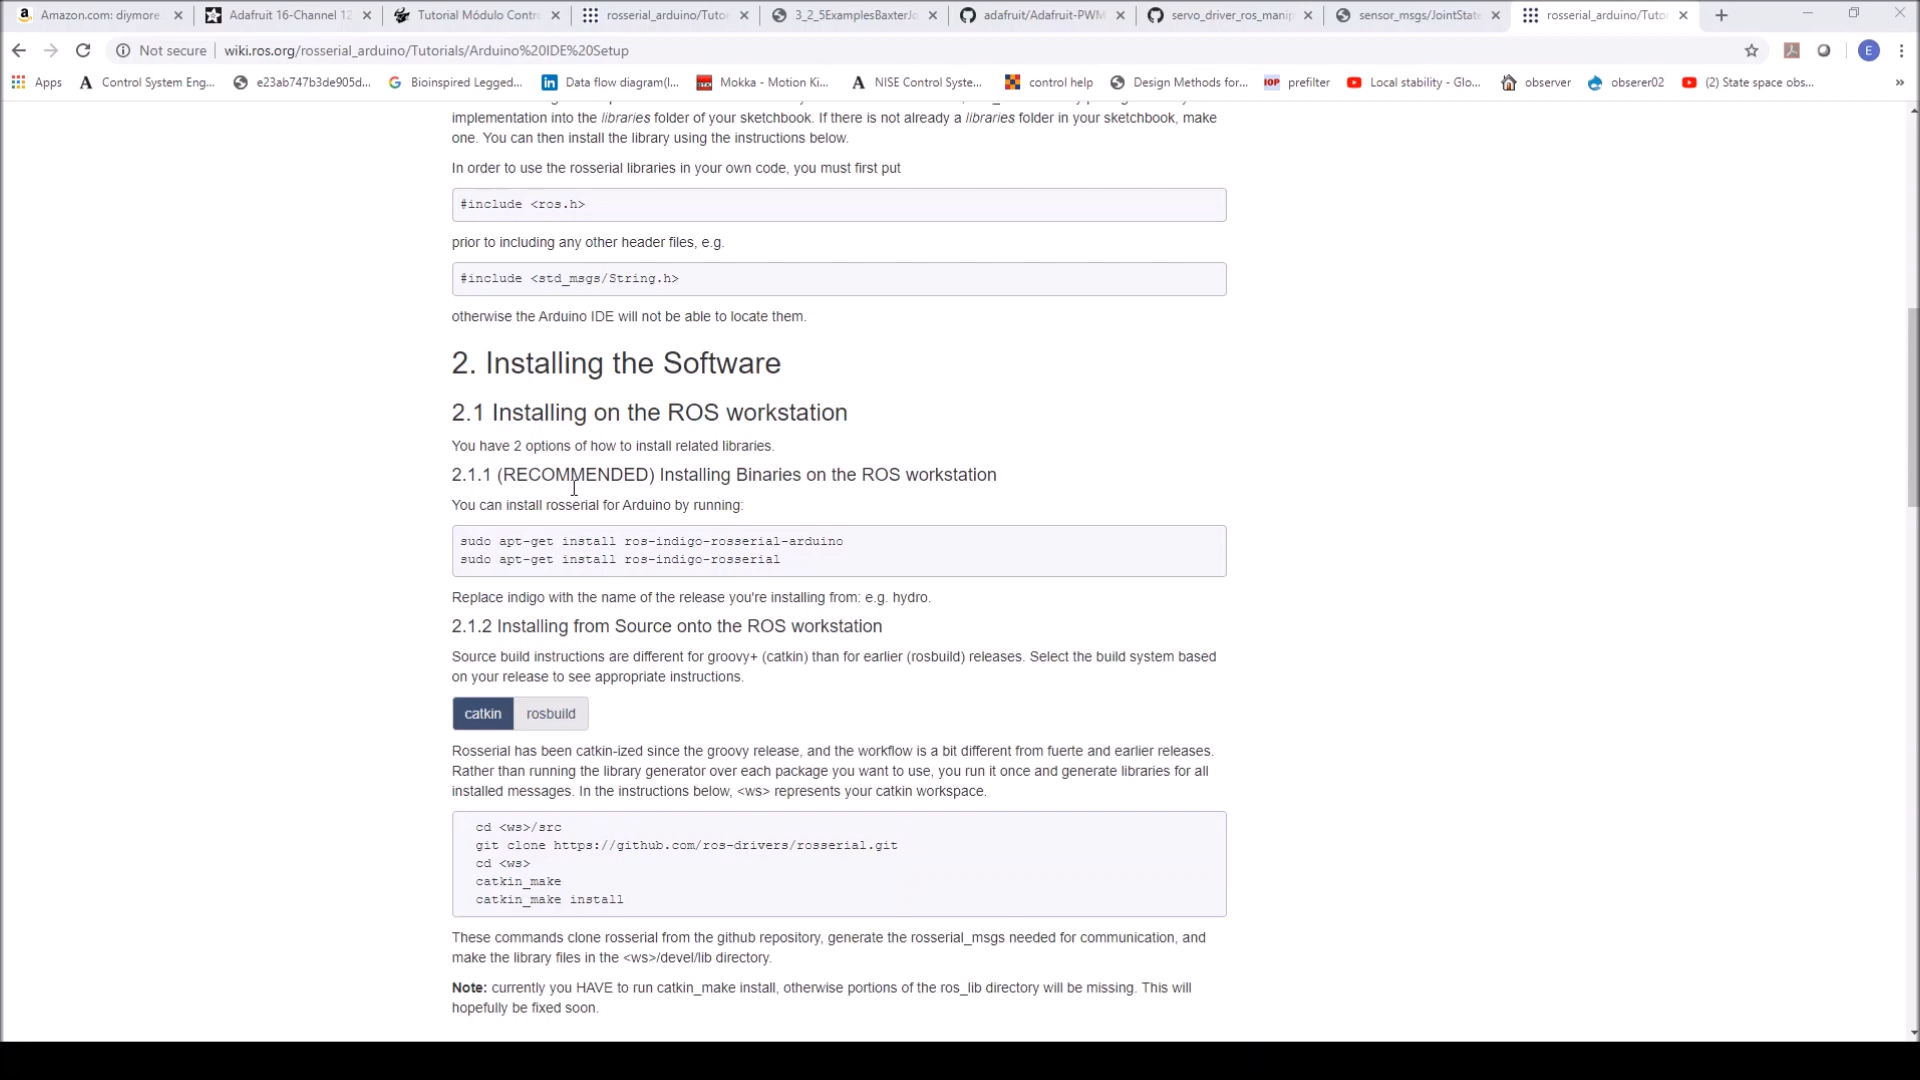 Amazon.com: diymore
Adafruit 16-Channel 12
Tutorial Módulo Contr
rosserial_arduino/Tuto
3_2_5ExamplesBaxterJo
adafruit/Adafruit-PWM
servo_driver_ros_manip
sensor_msgs/JointState
rosserial_arduino/Tuto
Not secure
wiki.ros.org/rosserial_arduino/Tutorials/Arduino%20IDE%20Setup
E
Apps
Control System Eng...
e23ab747b3de905d...
Bioinspired Legged...
Data flow diagram(l...
Mokka - Motion Ki...
NISE Control Syste...
control help
Design Methods for...
IOP prefilter
Local stability - Glo...
observer
obserer02
(2) State space obs...
»
implementation into the libraries folder of your sketchbook. If there is not already a libraries folder in your sketchbook, make
one. You can then install the library using the instructions below.
In order to use the rosserial libraries in your own code, you must first put
#include <ros.h>
prior to including any other header files, e.g.
#include <std_msgs/String.h>
otherwise the Arduino IDE will not be able to locate them.
2. Installing the Software
2.1 Installing on the ROS workstation
You have 2 options of how to install related libraries.
2.1.1 (RECOMMENDED) Installing Binaries on the ROS workstation
You can install rosserial for Arduino by running:
sudo apt-get install ros-indigo-rosserial-arduino
sudo apt-get install ros-indigo-rosserial
Replace indigo with the name of the release you're installing from: e.g. hydro.
2.1.2 Installing from Source onto the ROS workstation
Source build instructions are different for groovy+ (catkin) than for earlier (rosbuild) releases. Select the build system based
on your release to see appropriate instructions.
catkin rosbuild
Rosserial has been catkin-ized since the groovy release, and the workflow is a bit different from fuerte and earlier releases.
Rather than running the library generator over each package you want to use, you run it once and generate libraries for all
installed messages. In the instructions below, <ws> represents your catkin workspace.
cd <ws>/src
git clone https://github.com/ros-drivers/rosserial.git
cd <ws>
catkin_make
catkin_make install
These commands clone rosserial from the github repository, generate the rosserial_msgs needed for communication, and
make the library files in the <ws>/devel/lib directory.
Note: currently you HAVE to run catkin_make install, otherwise portions of the ros_lib directory will be missing. This will
hopefully be fixed soon.